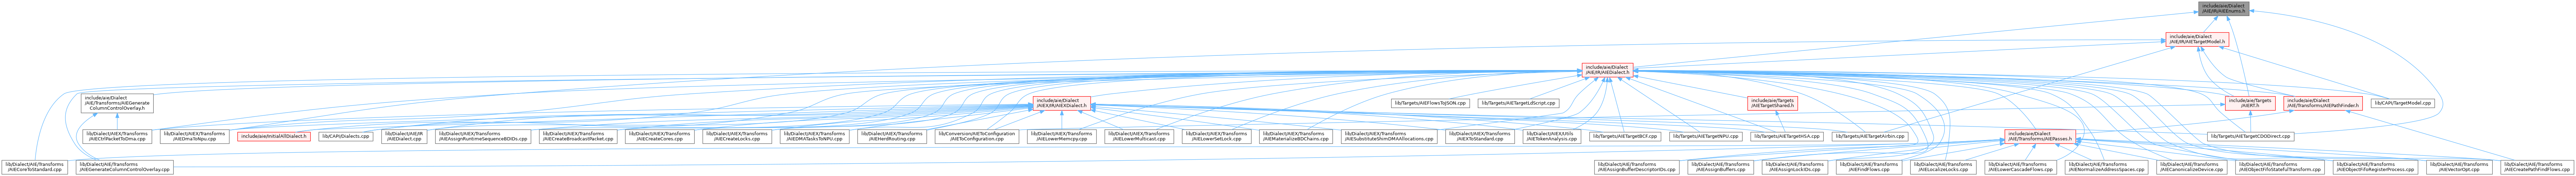 include/aie/Dialect
/AIE/IR/AIEEnums.h
include/aie/Dialect
/AIE/IR/AIETargetModel.h
include/aie/Dialect
/AIE/IR/AIEDialect.h
include/aie/Dialect
/AIE/Transforms/AIEGenerate
ColumnControlOverlay.h
include/aie/Dialect
/AIEX/IR/AIEXDialect.h
lib/Targets/AIEFlowsToJSON.cpp
lib/Targets/AIETargetLdScript.cpp
include/aie/Targets
/AIETargetShared.h
include/aie/Targets
/AIERT.h
include/aie/Dialect
/AIE/Transforms/AIEPathFinder.h
lib/CAPI/TargetModel.cpp
lib/Dialect/AIEX/Transforms
/AIECtrlPacketToDma.cpp
lib/Dialect/AIEX/Transforms
/AIEDmaToNpu.cpp
include/aie/InitialAllDialect.h
lib/CAPI/Dialects.cpp
lib/Dialect/AIE/IR
/AIEDialect.cpp
lib/Dialect/AIEX/Transforms
/AIEAssignRuntimeSequenceBDIDs.cpp
lib/Dialect/AIEX/Transforms
/AIECreateBroadcastPacket.cpp
lib/Dialect/AIEX/Transforms
/AIECreateCores.cpp
lib/Dialect/AIEX/Transforms
/AIECreateLocks.cpp
lib/Dialect/AIEX/Transforms
/AIEDMATasksToNPU.cpp
lib/Dialect/AIEX/Transforms
/AIEHerdRouting.cpp
lib/Conversion/AIEToConfiguration
/AIEToConfiguration.cpp
lib/Dialect/AIEX/Transforms
/AIELowerMemcpy.cpp
lib/Dialect/AIEX/Transforms
/AIELowerMulticast.cpp
lib/Dialect/AIEX/Transforms
/AIELowerSetLock.cpp
lib/Dialect/AIEX/Transforms
/AIEMaterializeBDChains.cpp
lib/Dialect/AIEX/Transforms
/AIESubstituteShimDMAAllocations.cpp
lib/Dialect/AIEX/Transforms
/AIEXToStandard.cpp
lib/Dialect/AIEX/Utils
/AIETokenAnalysis.cpp
lib/Targets/AIETargetBCF.cpp
lib/Targets/AIETargetNPU.cpp
lib/Targets/AIETargetHSA.cpp
lib/Targets/AIETargetAirbin.cpp
include/aie/Dialect
/AIE/Transforms/AIEPasses.h
lib/Targets/AIETargetCDODirect.cpp
lib/Dialect/AIE/Transforms
/AIECoreToStandard.cpp
lib/Dialect/AIE/Transforms
/AIEGenerateColumnControlOverlay.cpp
lib/Dialect/AIE/Transforms
/AIEAssignBufferDescriptorIDs.cpp
lib/Dialect/AIE/Transforms
/AIEAssignBuffers.cpp
lib/Dialect/AIE/Transforms
/AIEAssignLockIDs.cpp
lib/Dialect/AIE/Transforms
/AIEFindFlows.cpp
lib/Dialect/AIE/Transforms
/AIELocalizeLocks.cpp
lib/Dialect/AIE/Transforms
/AIELowerCascadeFlows.cpp
lib/Dialect/AIE/Transforms
/AIENormalizeAddressSpaces.cpp
lib/Dialect/AIE/Transforms
/AIECanonicalizeDevice.cpp
lib/Dialect/AIE/Transforms
/AIEObjectFifoStatefulTransform.cpp
lib/Dialect/AIE/Transforms
/AIEObjectFifoRegisterProcess.cpp
lib/Dialect/AIE/Transforms
/AIEVectorOpt.cpp
lib/Dialect/AIE/Transforms
/AIECreatePathFindFlows.cpp